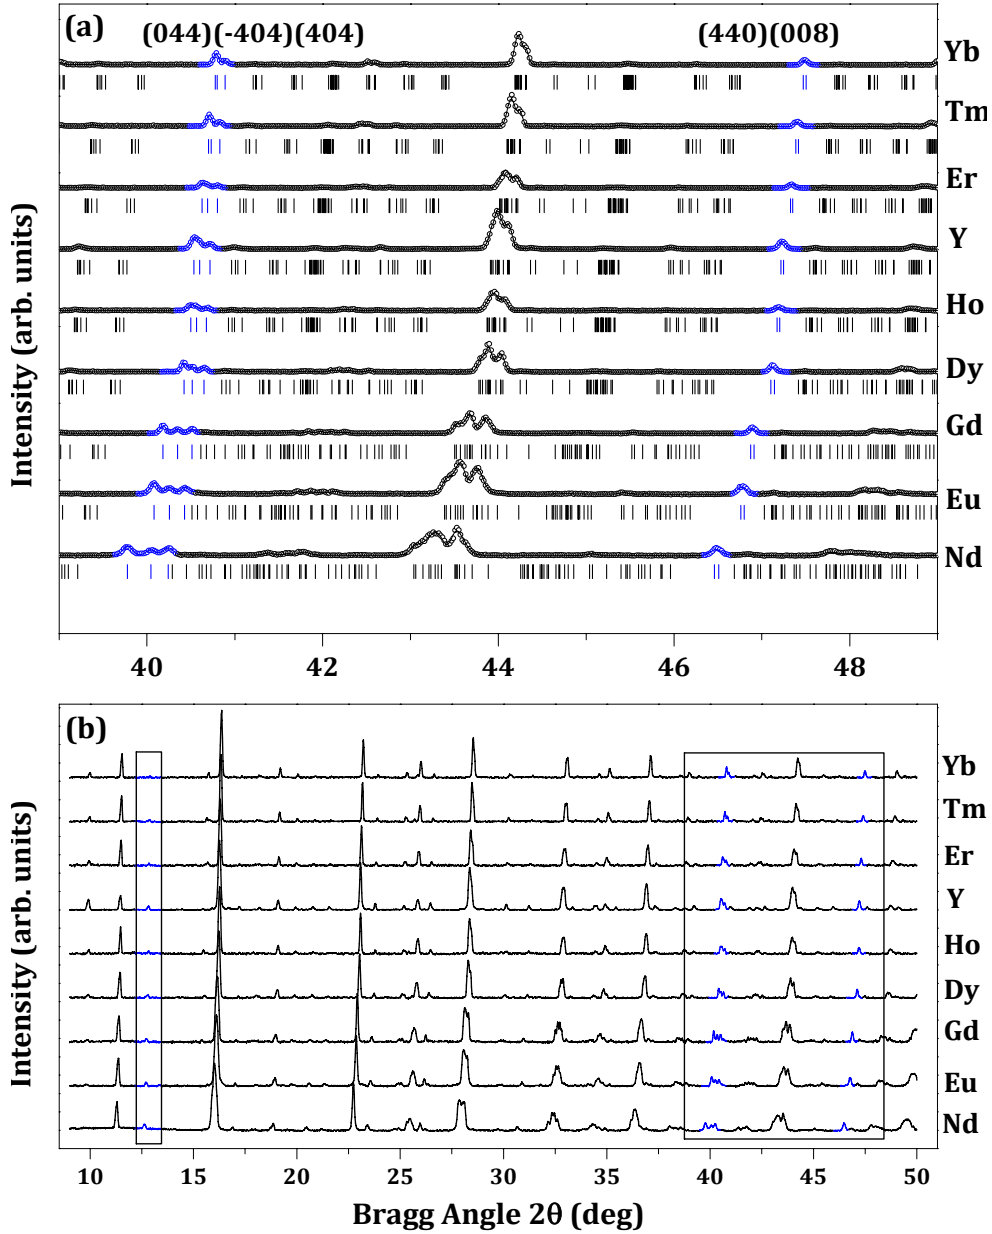 (a)
(044)(-404)(404)
(440)(008)
Yb
Tm
Er
Y
Ho
Dy
Gd
Eu
Nd
Intensity (arb. units)
40 42 44 46 48
(b)
Yb
Tm
Er
Y
Ho
Dy
Gd
Eu
Nd
Intensity (arb. units)
10 15 20 25 30 35 40 45 50
Bragg Angle 2θ (deg)